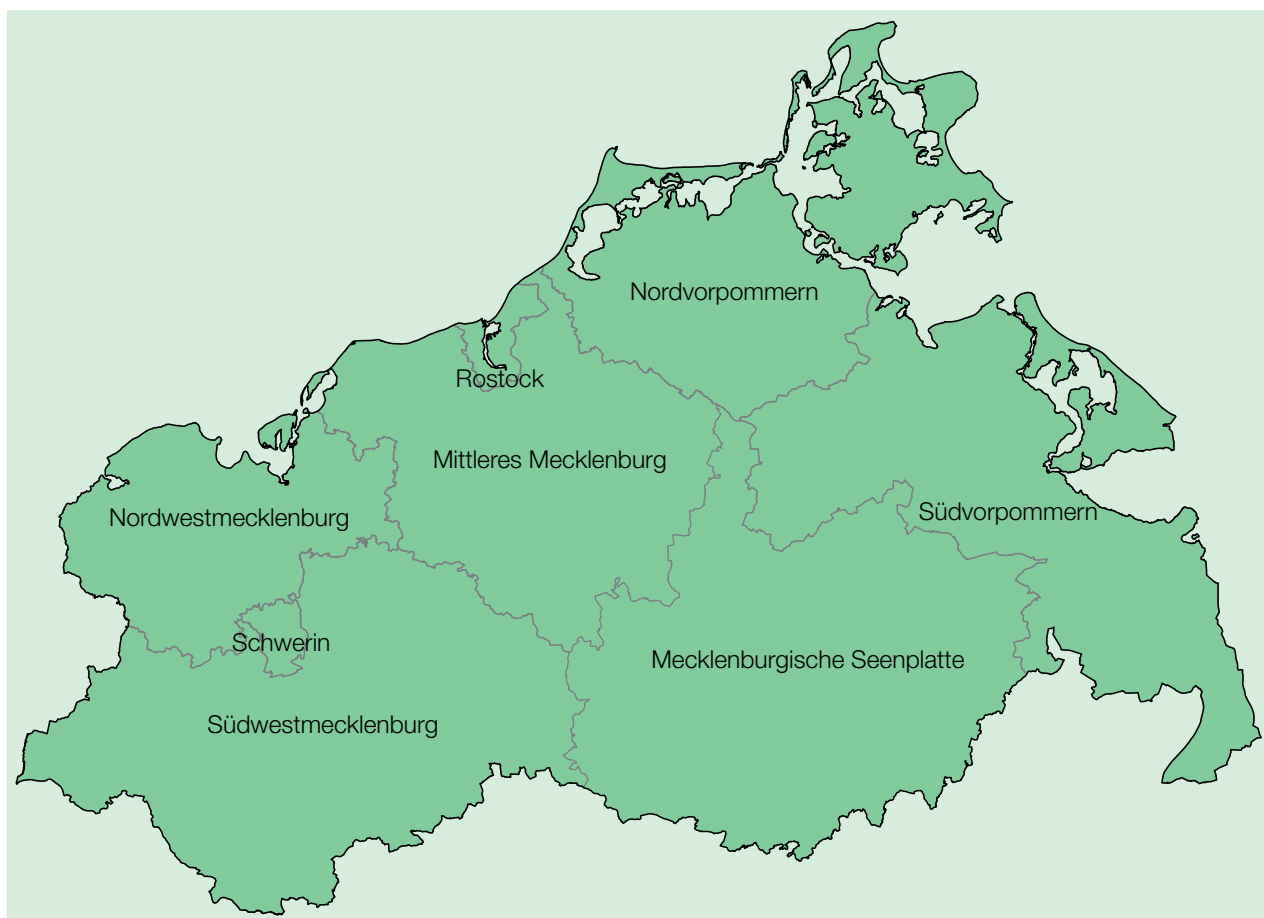 Nordvorpommern
Rostock
Mittleres Mecklenburg
Nordwestmecklenburg
Südvorpommern
Schwerin
Mecklenburgische Seenplatte
Südwestmecklenburg